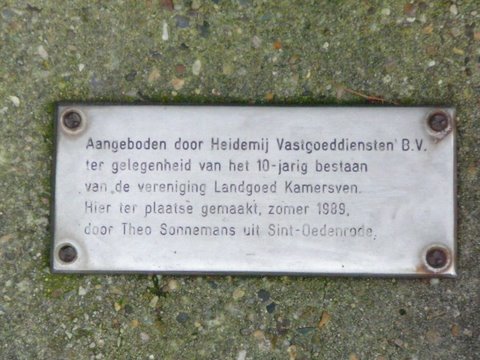 Aangeboden door Heidemij Vastgoeddiensten B.V.
ter gelegenheid van het 10-jarig bestaan
van de vereniging Landgoed Kamersven.
Hier ter plaatse gemaakt, zomer 1989,
door Theo Sonnemans uit Sint-Oedenrode.